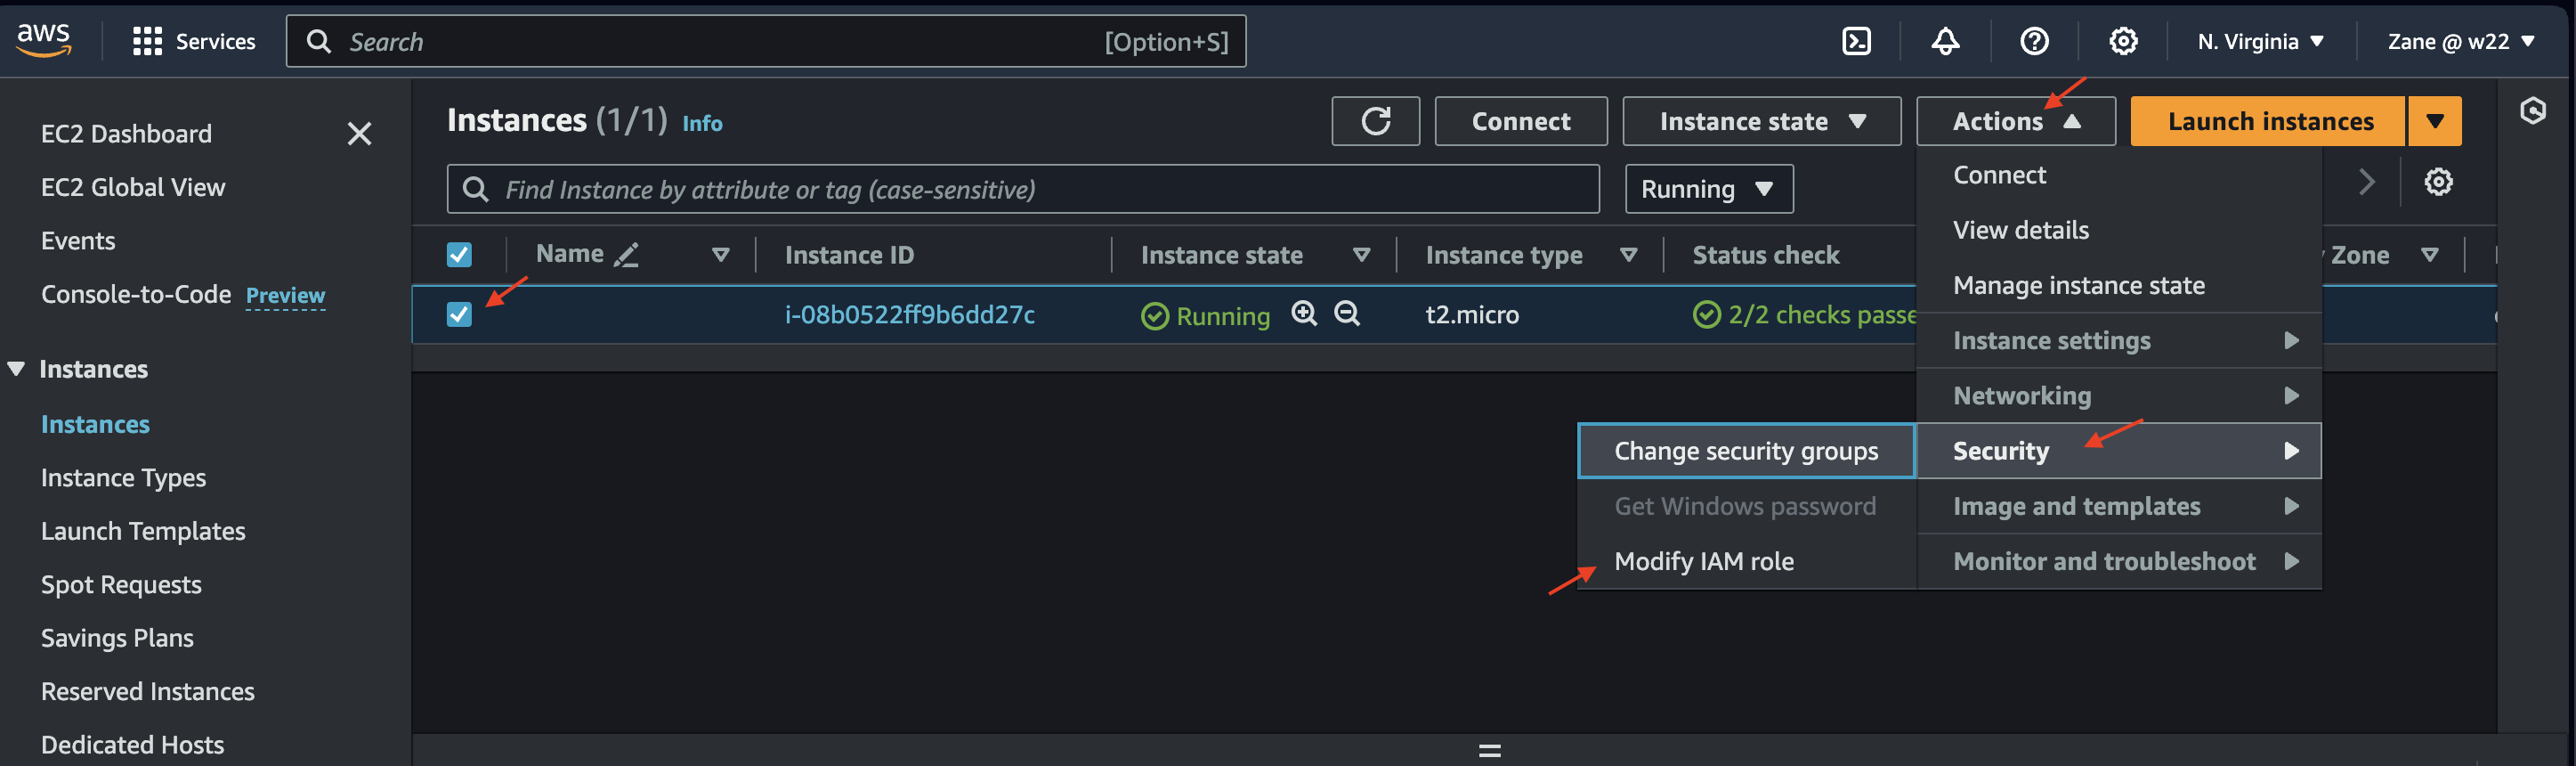 aws Services Search [Option+S] N. Virginia Zane @ w22
EC2 Dashboard
EC2 Global View
Events
Console-to-Code Preview
Instances
Instances
Instance Types
Launch Templates
Spot Requests
Savings Plans
Reserved Instances
Dedicated Hosts
Instances (1/1) Info Connect Instance state Actions Launch instances
Find Instance by attribute or tag (case-sensitive) Running
Name Instance ID Instance state Instance type Status check Zone
i-08b0522ff9b6dd27c Running t2.micro 2/2 checks passe
Connect
View details
Manage instance state
Instance settings
Networking
Security
Image and templates
Monitor and troubleshoot
Change security groups
Get Windows password
Modify IAM role